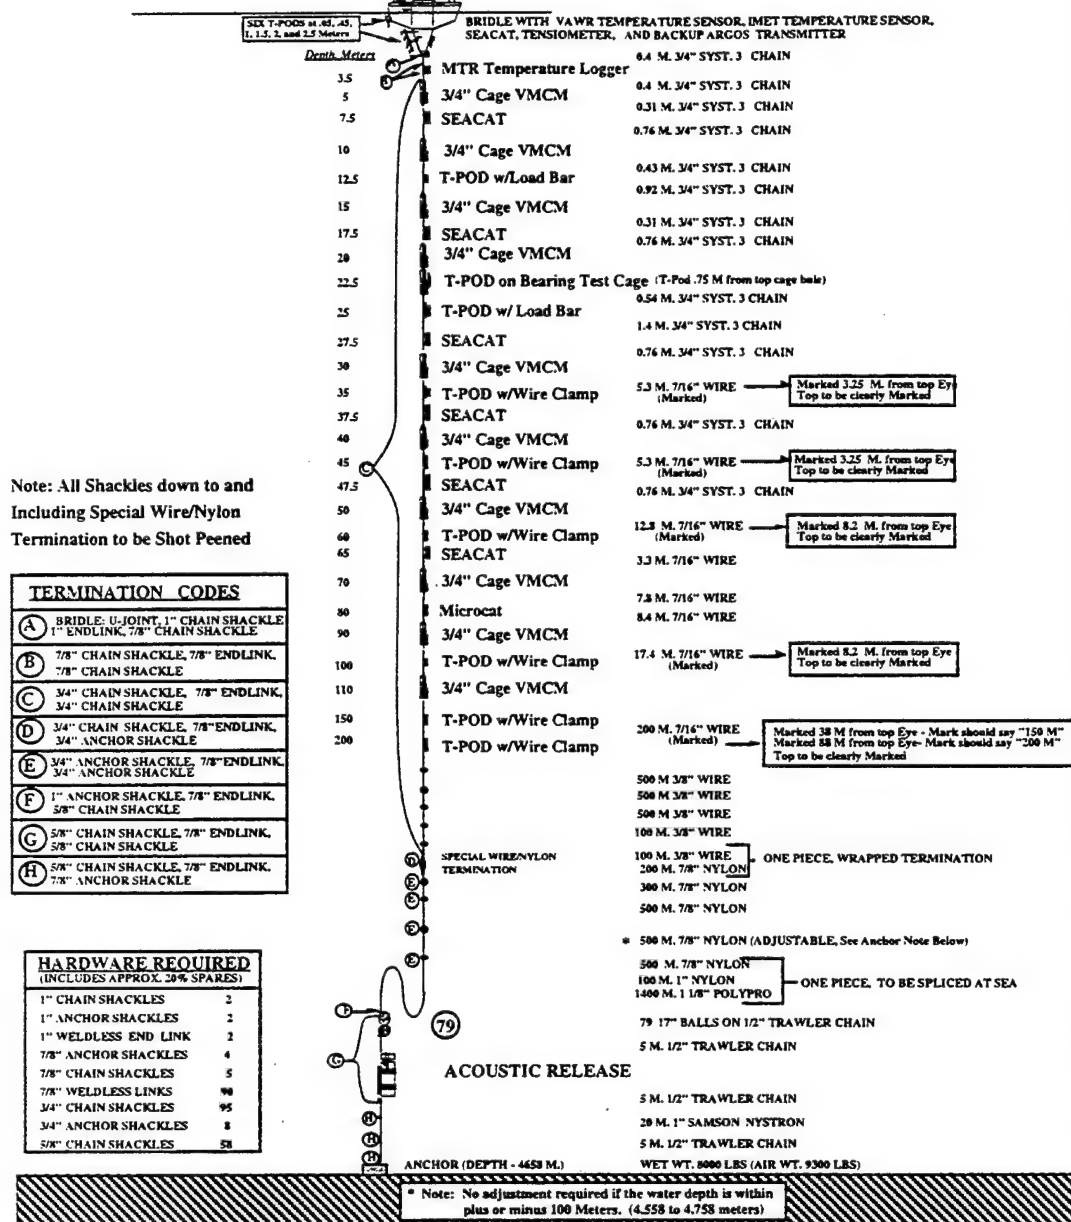 SIX T-PODS at .65, .45,
1, 1.5, 2, and 2.5 Meters
BRIDLE WITH VAWR TEMPERATURE SENSOR, IMET TEMPERATURE SENSOR,
SEACAT, TENSIOMETER, AND BACKUP ARGOS TRANSMITTER
Depth, Meters
A
0.4 M. 3/4" SYST. 3 CHAIN
MTR Temperature Logger
3.5
B
0.4 M. 3/4" SYST. 3 CHAIN
5 3/4" Cage VMCM
0.31 M. 3/4" SYST. 3 CHAIN
7.5 SEACAT
0.76 M. 3/4" SYST. 3 CHAIN
10 3/4" Cage VMCM
0.43 M. 3/4" SYST. 3 CHAIN
12.5 T-POD w/Load Bar
0.92 M. 3/4" SYST. 3 CHAIN
15 3/4" Cage VMCM
0.31 M. 3/4" SYST. 3 CHAIN
17.5 SEACAT
0.76 M. 3/4" SYST. 3 CHAIN
20 3/4" Cage VMCM
22.5 T-POD on Bearing Test Cage (T-Pod .75 M from top cage bale)
0.54 M. 3/4" SYST. 3 CHAIN
25 T-POD w/ Load Bar
1.4 M. 3/4" SYST. 3 CHAIN
27.5 SEACAT
0.76 M. 3/4" SYST. 3 CHAIN
30 3/4" Cage VMCM
35 T-POD w/Wire Clamp 5.3 M. 7/16" WIRE
(Marked)
Marked 3.25 M. from top Eye
Top to be clearly Marked
37.5 SEACAT
0.76 M. 3/4" SYST. 3 CHAIN
40 3/4" Cage VMCM
45 C T-POD w/Wire Clamp 5.3 M. 7/16" WIRE
(Marked)
Marked 3.25 M. from top Eye
Top to be clearly Marked
47.5 SEACAT
0.76 M. 3/4" SYST. 3 CHAIN
50 3/4" Cage VMCM
60 T-POD w/Wire Clamp 12.8 M. 7/16" WIRE
(Marked)
Marked 8.2 M. from top Eye
Top to be clearly Marked
65 SEACAT
3.3 M. 7/16" WIRE
70 3/4" Cage VMCM
7.8 M. 7/16" WIRE
80 Microcat
8.4 M. 7/16" WIRE
90 3/4" Cage VMCM
100 T-POD w/Wire Clamp 17.4 M. 7/16" WIRE
(Marked)
Marked 8.2 M. from top Eye
Top to be clearly Marked
110 3/4" Cage VMCM
150 T-POD w/Wire Clamp
200 T-POD w/Wire Clamp
200 M. 7/16" WIRE
(Marked)
Marked 38 M from top Eye - Mark should say "150 M"
Marked 88 M from top Eye- Mark should say "200 M"
Top to be clearly Marked
500 M 3/8" WIRE
500 M 3/8" WIRE
500 M 3/8" WIRE
100 M. 3/8" WIRE
D
SPECIAL WIRE/NYLON
TERMINATION
100 M. 3/8" WIRE
200 M. 7/8" NYLON
ONE PIECE, WRAPPED TERMINATION
E
300 M. 7/8" NYLON
E
500 M. 7/8" NYLON
E
* 500 M. 7/8" NYLON (ADJUSTABLE, See Anchor Note Below)
E
500 M. 7/8" NYLON
100 M. 1" NYLON
1400 M. 1 1/8" POLYPRO
ONE PIECE, TO BE SPLICED AT SEA
F
79
79 17" BALLS ON 1/2" TRAWLER CHAIN
5 M. 1/2" TRAWLER CHAIN
G
ACOUSTIC RELEASE
5 M. 1/2" TRAWLER CHAIN
H
20 M. 1" SAMSON NYSTRON
H
5 M. 1/2" TRAWLER CHAIN
H
ANCHOR (DEPTH - 4658 M.) WET WT. 8000 LBS (AIR WT. 9300 LBS)
* Note: No adjustment required if the water depth is within
plus or minus 100 Meters. (4.558 to 4.758 meters)
Note: All Shackles down to and
Including Special Wire/Nylon
Termination to be Shot Peened
TERMINATION CODES
A BRIDLE: U-JOINT, 1" CHAIN SHACKLE
1" ENDLINK, 7/8" CHAIN SHACKLE
B 7/8" CHAIN SHACKLE, 7/8" ENDLINK,
7/8" CHAIN SHACKLE
C 3/4" CHAIN SHACKLE, 7/8" ENDLINK,
3/4" CHAIN SHACKLE
D 3/4" CHAIN SHACKLE, 7/8"ENDLINK,
3/4" ANCHOR SHACKLE
E 3/4" ANCHOR SHACKLE, 7/8"ENDLINK,
3/4" ANCHOR SHACKLE
F 1" ANCHOR SHACKLE, 7/8" ENDLINK,
5/8" CHAIN SHACKLE
G 5/8" CHAIN SHACKLE, 7/8" ENDLINK,
5/8" CHAIN SHACKLE
H 5/8" CHAIN SHACKLE, 7/8" ENDLINK,
7/8" ANCHOR SHACKLE
HARDWARE REQUIRED
(INCLUDES APPROX. 20% SPARES)
1" CHAIN SHACKLES 2
1" ANCHOR SHACKLES 2
1" WELDLESS END LINK 2
7/8" ANCHOR SHACKLES 4
7/8" CHAIN SHACKLES 5
7/8" WELDLESS LINKS 90
3/4" CHAIN SHACKLES 95
3/4" ANCHOR SHACKLES 8
5/8" CHAIN SHACKLES 58